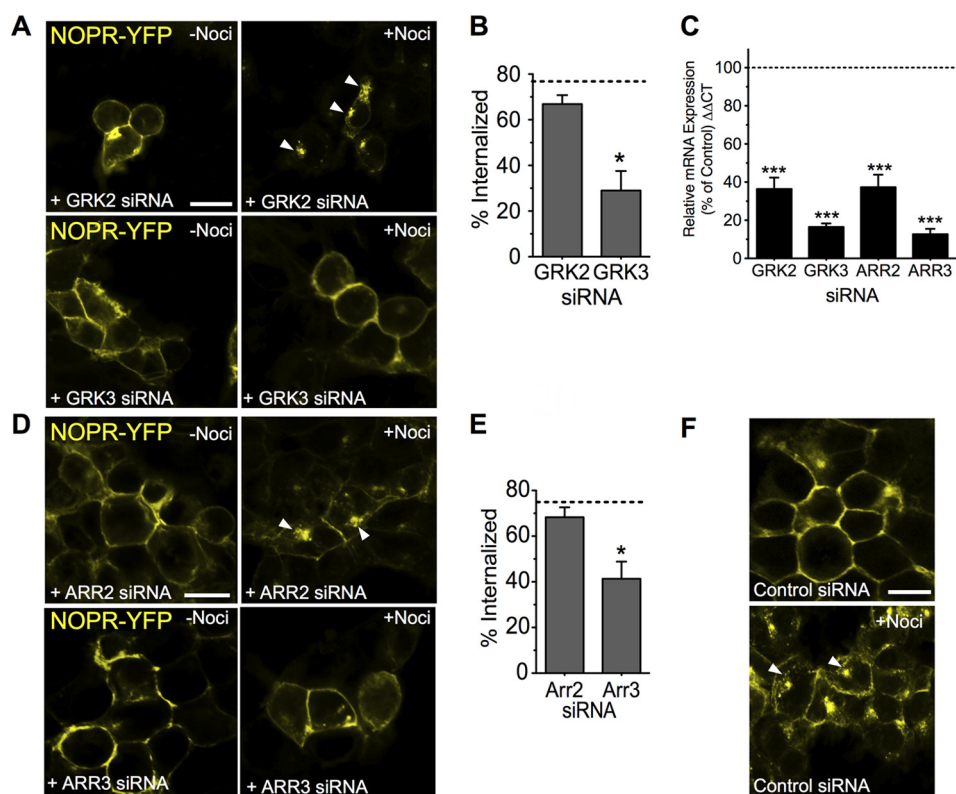 A
NOPR-YFP
-Noci
+ GRK2 siRNA
+Noci
+ GRK2 siRNA
NOPR-YFP
-Noci
+ GRK3 siRNA
+Noci
+ GRK3 siRNA
B
% Internalized
80
60
40
20
0
*
GRK2 GRK3
siRNA
C
Relative mRNA Expression
(% of Control) ΔΔCT
100
80
60
40
20
0
*** *** *** ***
GRK2 GRK3 ARR2 ARR3
siRNA
D
NOPR-YFP
-Noci
+ ARR2 siRNA
+Noci
+ ARR2 siRNA
NOPR-YFP
-Noci
+ ARR3 siRNA
+Noci
+ ARR3 siRNA
E
% Internalized
80
60
40
20
0
*
Arr2 Arr3
siRNA
F
Control siRNA
+Noci
Control siRNA